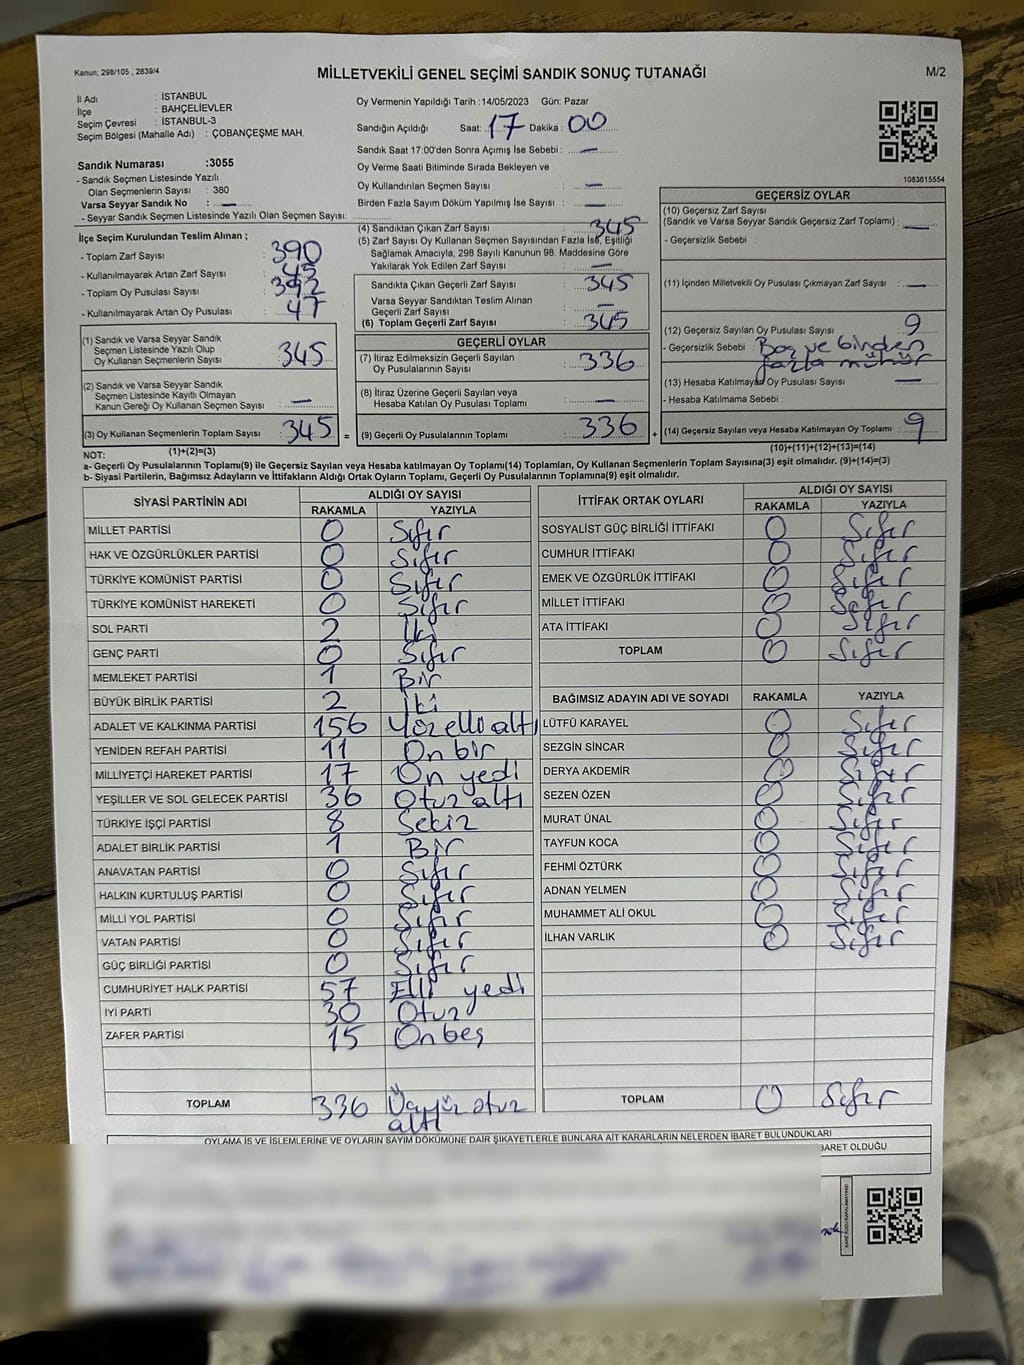 Kanun; 298/105 , 2839/4
MİLLETVEKİLİ GENEL SEÇİMİ SANDIK SONUÇ TUTANAĞI
M/2
İl Adı : İSTANBUL
İlçe : BAHÇELİEVLER
Seçim Çevresi : İSTANBUL-3
Seçim Bölgesi (Mahalle Adı) : ÇOBANÇEŞME MAH.
Sandık Numarası :3055
- Sandık Seçmen Listesinde Yazılı
Olan Seçmenlerin Sayısı : 380
Varsa Seyyar Sandık No : —
- Seyyar Sandık Seçmen Listesinde Yazılı Olan Seçmen Sayısı:
Oy Vermenin Yapıldığı Tarih :14/05/2023 Gün: Pazar
Sandığın Açıldığı Saat: 17 Dakika : 00
Sandık Saat 17:00'den Sonra Açımış İse Sebebi : —
Oy Verme Saati Bitiminde Sırada Bekleyen ve
Oy Kullandırılan Seçmen Sayısı : —
Birden Fazla Sayım Döküm Yapılmış İse Sayısı : —
1083615554
İlçe Seçim Kurulundan Teslim Alınan ;
- Toplam Zarf Sayısı : 390
- Kullanılmayarak Artan Zarf Sayısı : 45
- Toplam Oy Pusulası Sayısı : 392
- Kullanılmayarak Artan Oy Pusulası : 47
(4) Sandıktan Çıkan Zarf Sayısı : 345
(5) Zarf Sayısı Oy Kullanan Seçmen Sayısından Fazla İse, Eşitliği
Sağlamak Amacıyla, 298 Sayılı Kanunun 98. Maddesine Göre
Yakılarak Yok Edilen Zarf Sayısı : —
Sandıkta Çıkan Geçerli Zarf Sayısı : 345
Varsa Seyyar Sandıktan Teslim Alınan
Geçerli Zarf Sayısı : —
(6) Toplam Geçerli Zarf Sayısı : 345
GEÇERSİZ OYLAR
(10) Geçersiz Zarf Sayısı
(Sandık ve Varsa Seyyar Sandık Geçersiz Zarf Toplamı) : —
- Geçersizlik Sebebi :
(11) İçinden Milletvekili Oy Pusulası Çıkmayan Zarf Sayısı : —
(12) Geçersiz Sayılan Oy Pusulası Sayısı : 9
- Geçersizlik Sebebi : Boş ve birden
fazla mühür
(13) Hesaba Katılmayan Oy Pusulası Sayısı : —
- Hesaba Katılmama Sebebi :
(14) Geçersiz Sayılan veya Hesaba Katılmayan Oy Toplamı : 9
(10)+(11)+(12)+(13)=(14)
(1) Sandık ve Varsa Seyyar Sandık
Seçmen Listesinde Yazılı Olup
Oy Kullanan Seçmenlerin Sayısı : 345
(2) Sandık ve Varsa Seyyar Sandık
Seçmen Listesinde Kayıtlı Olmayan
Kanun Gereği Oy Kullanan Seçmen Sayısı : —
(3) Oy Kullanan Seçmenlerin Toplam Sayısı : 345 =
(1)+(2)=(3)
GEÇERLİ OYLAR
(7) İtiraz Edilmeksizin Geçerli Sayılan
Oy Pusulasının Sayısı : 336
(8) İtiraz Üzerine Geçerli Sayılan veya
Hesaba Katılan Oy Pusulası Toplamı : —
(9) Geçerli Oy Pusulalarının Toplamı : 336 +
NOT:
a- Geçerli Oy Pusulalarının Toplamı(9) ile Geçersiz Sayılan veya Hesaba katılmayan Oy Toplamı(14) Toplamları, Oy Kullanan Seçmenlerin Toplam Sayısına(3) eşit olmalıdır. (9)+(14)=(3)
b- Siyasi Partilerin, Bağımsız Adayların ve İttifakların Aldığı Ortak Oyların Toplamı, Geçerli Oy Pusulalarının Toplamına(9) eşit olmalıdır.
SİYASİ PARTİNİN ADI ALDIĞI OY SAYISI
RAKAMLA YAZIYLA
MİLLET PARTİSİ 0 Sıfır
HAK VE ÖZGÜRLÜKLER PARTİSİ 0 Sıfır
TÜRKİYE KOMÜNİST PARTİSİ 0 Sıfır
TÜRKİYE KOMÜNİST HAREKETİ 0 Sıfır
SOL PARTİ 2 İki
GENÇ PARTİ 0 Sıfır
MEMLEKET PARTİSİ 1 Bir
BÜYÜK BİRLİK PARTİSİ 2 İki
ADALET VE KALKINMA PARTİSİ 156 Yüzelli altı
YENİDEN REFAH PARTİSİ 11 On bir
MİLLİYETÇİ HAREKET PARTİSİ 17 On yedi
YEŞİLLER VE SOL GELECEK PARTİSİ 36 Otuz altı
TÜRKİYE İŞÇİ PARTİSİ 8 Sekiz
ADALET BİRLİK PARTİSİ 1 Bir
ANAVATAN PARTİSİ 0 Sıfır
HALKIN KURTULUŞ PARTİSİ 0 Sıfır
MİLLİ YOL PARTİSİ 0 Sıfır
VATAN PARTİSİ 0 Sıfır
GÜÇ BİRLİĞİ PARTİSİ 0 Sıfır
CUMHURİYET HALK PARTİSİ 57 Elli yedi
İYİ PARTİ 30 Otuz
ZAFER PARTİSİ 15 Onbeş
TOPLAM 336 Üçyüz otuz
altı
İTTİFAK ORTAK OYLARI ALDIĞI OY SAYISI
RAKAMLA YAZIYLA
SOSYALİST GÜÇ BİRLİĞİ İTTİFAKI 0 Sıfır
CUMHUR İTTİFAKI 0 Sıfır
EMEK VE ÖZGÜRLÜK İTTİFAKI 0 Sıfır
MİLLET İTTİFAKI 0 Sıfır
ATA İTTİFAKI 0 Sıfır
TOPLAM 0 Sıfır
BAĞIMSIZ ADAYIN ADI VE SOYADI RAKAMLA YAZIYLA
LÜTFÜ KARAYEL 0 Sıfır
SEZGİN SİNCAR 0 Sıfır
DERYA AKDEMİR 0 Sıfır
SEZEN ÖZEN 0 Sıfır
MURAT ÜNAL 0 Sıfır
TAYFUN KOCA 0 Sıfır
FEHMİ ÖZTÜRK 0 Sıfır
ADNAN YELMEN 0 Sıfır
MUHAMMET ALİ OKUL 0 Sıfır
İLHAN VARLIK 0 Sıfır
TOPLAM 0 Sıfır
OYLAMA İŞ VE İŞLEMLERİNE VE OYLARIN SAYIM DÖKÜMÜNE DAİR ŞİKAYETLERLE BUNLARA AİT KARARLARIN NELERDEN İBARET BULUNDUKLARI
BARET OLDUĞU